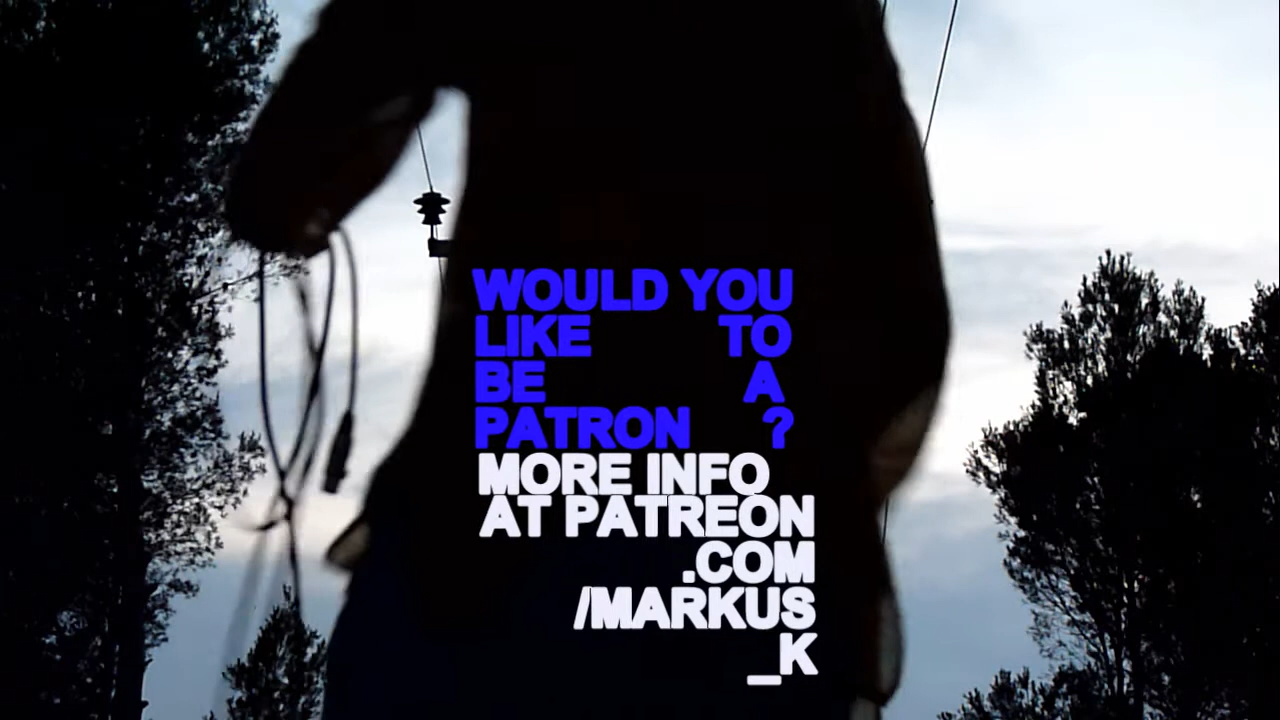 WOULD YOU
LIKE TO
BE A
PATRON ?
MORE INFO
AT PATREON
.COM
/MARKUS
_K